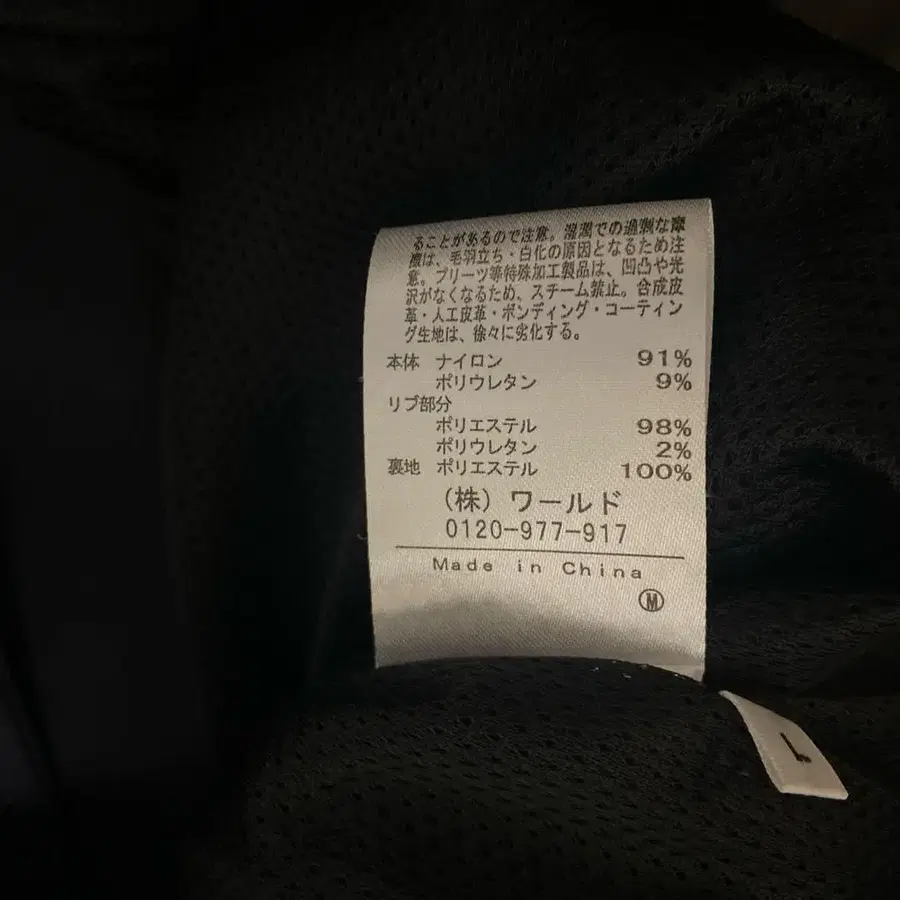 ることがあるので注意。湿潤での過剰な摩
擦は、毛羽立ち・白化の原因となるため注
意。プリーツ等特殊加工製品は、凹凸や光
沢がなくなるため、スチーム禁止。合成皮
革・人工皮革・ボンディング・コーティン
グ生地は、徐々に劣化する。
本体 ナイロン 91%
ポリウレタン 9%
リブ部分
ポリエステル 98%
ポリウレタン 2%
裏地 ポリエステル 100%
(株)ワールド
0120-977-917
Made in China
Ⓜ
L